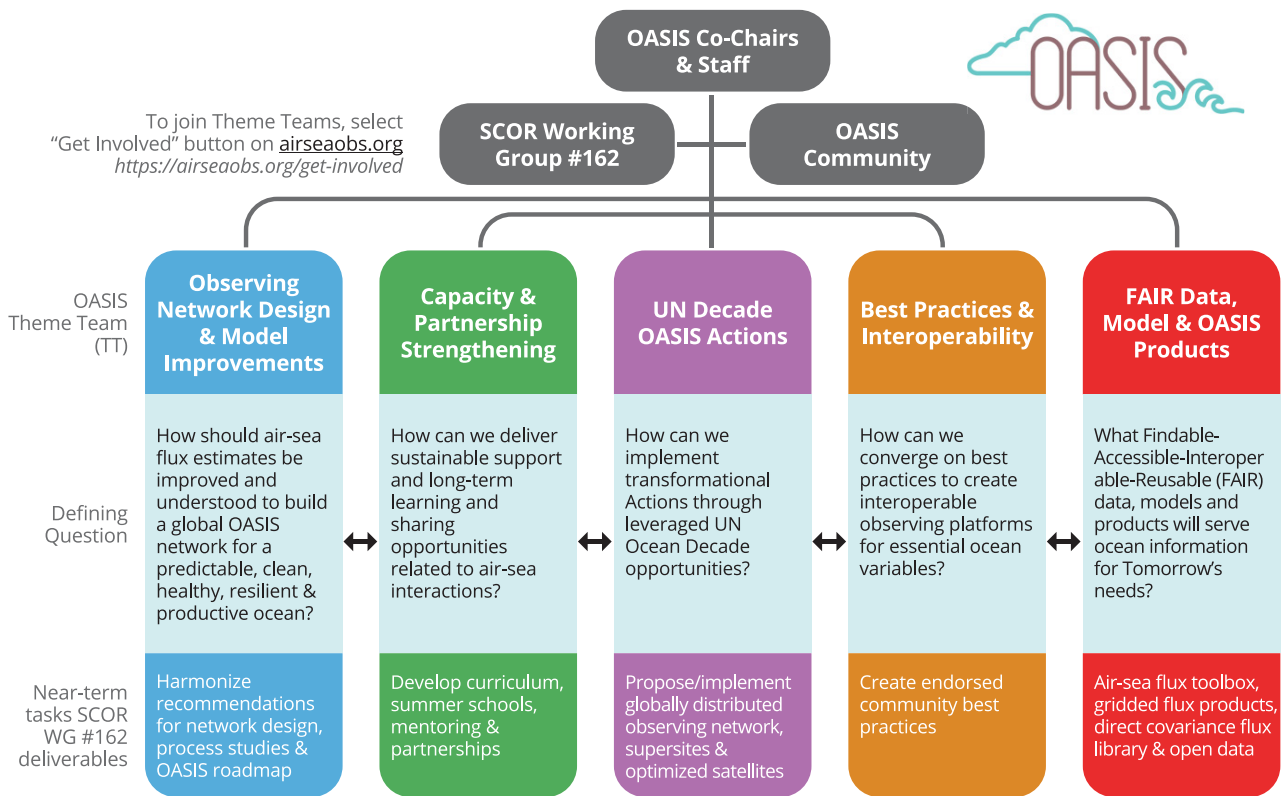 OASIS Co-Chairs
& Staff
OASIS
To join Theme Teams, select
“Get Involved” button on airseaobs.org
https://airseaobs.org/get-involved
SCOR Working
Group #162
OASIS
Community
OASIS
Theme Team
(TT)
Observing
Network Design
& Model
Improvements
Capacity &
Partnership
Strengthening
UN Decade
OASIS Actions
Best Practices &
Interoperability
FAIR Data,
Model & OASIS
Products
Defining
Question
How should air-sea
flux estimates be
improved and
understood to build
a global OASIS
network for a
predictable, clean,
healthy, resilient &
productive ocean?
How can we deliver
sustainable support
and long-term
learning and
sharing
opportunities
related to air-sea
interactions?
How can we
implement
transformational
Actions through
leveraged UN
Ocean Decade
opportunities?
How can we
converge on best
practices to create
interoperable
observing platforms
for essential ocean
variables?
What Findable-
Accessible-Interoper
able-Reusable (FAIR)
data, models and
products will serve
ocean information
for Tomorrow’s
needs?
Near-term
tasks SCOR
WG #162
deliverables
Harmonize
recommendations
for network design,
process studies &
OASIS roadmap
Develop curriculum,
summer schools,
mentoring &
partnerships
Propose/implement
globally distributed
observing network,
supersites &
optimized satellites
Create endorsed
community best
practices
Air-sea flux toolbox,
gridded flux products,
direct covariance flux
library & open data